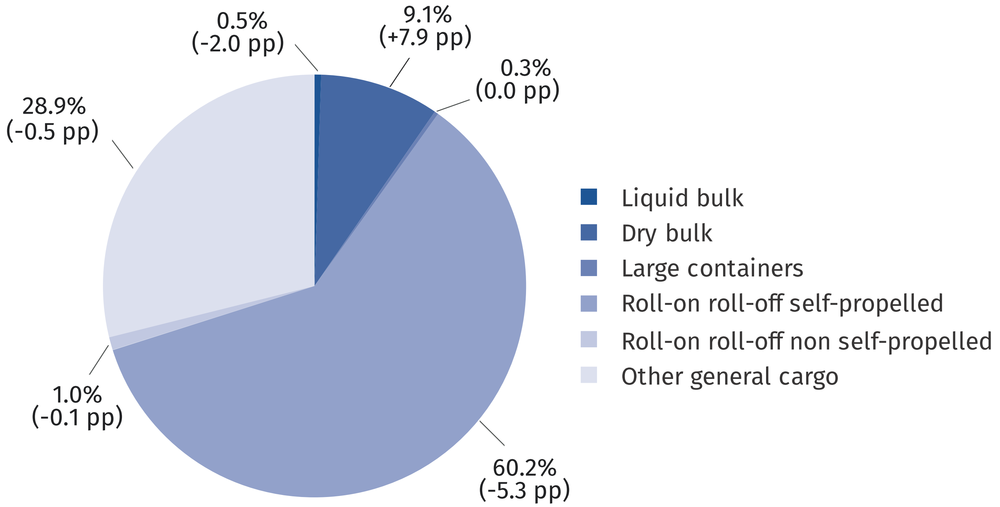 0.5%
(-2.0 pp)
9.1%
(+7.9 pp)
0.3%
(0.0 pp)
28.9%
(-0.5 pp)
1.0%
(-0.1 pp)
60.2%
(-5.3 pp)
Liquid bulk
Dry bulk
Large containers
Roll-on roll-off self-propelled
Roll-on roll-off non self-propelled
Other general cargo